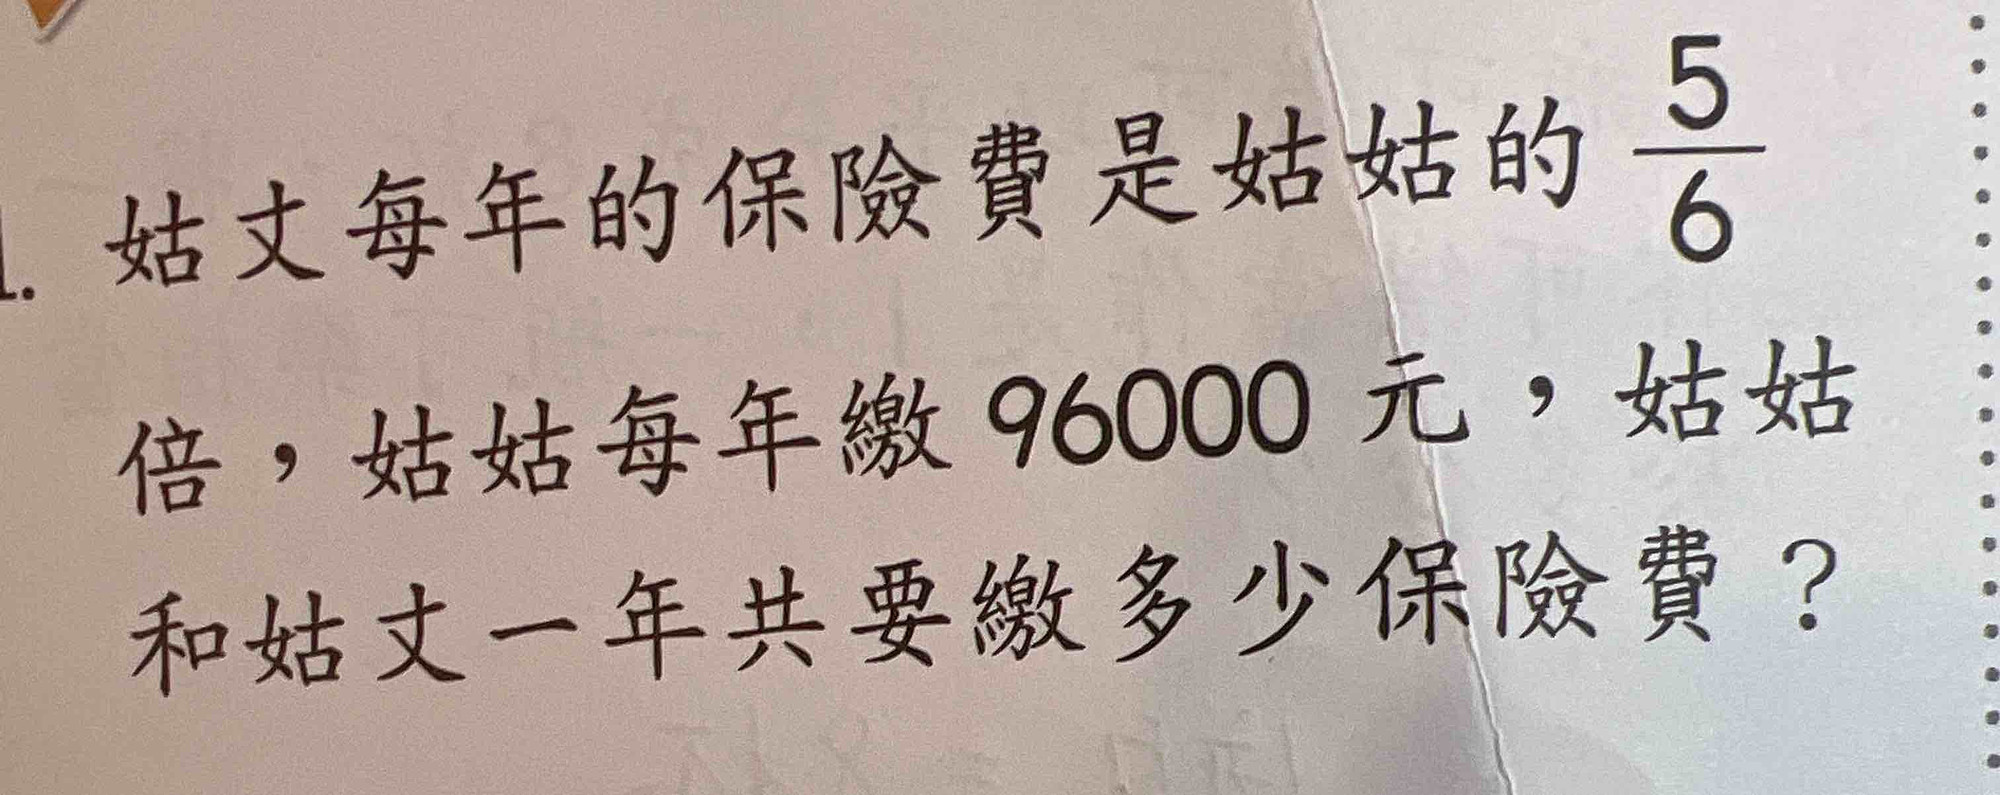 1. 姑丈每年的保險費是姑姑的 5/6
倍，姑姑每年繳 96000 元，姑姑
和姑丈一年共要繳多少保險費？